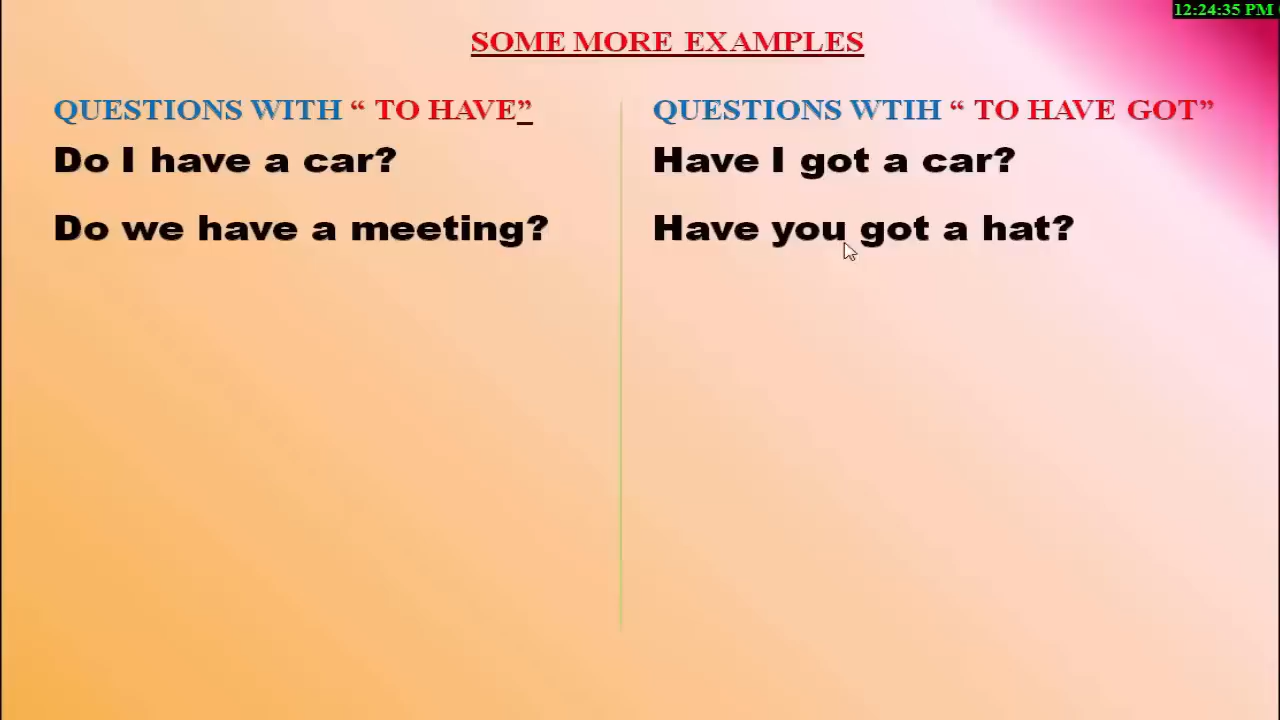 12:24:35 PM
SOME MORE EXAMPLES
QUESTIONS WITH “ TO HAVE”
Do I have a car?
Do we have a meeting?
QUESTIONS WTIH “ TO HAVE GOT”
Have I got a car?
Have you got a hat?